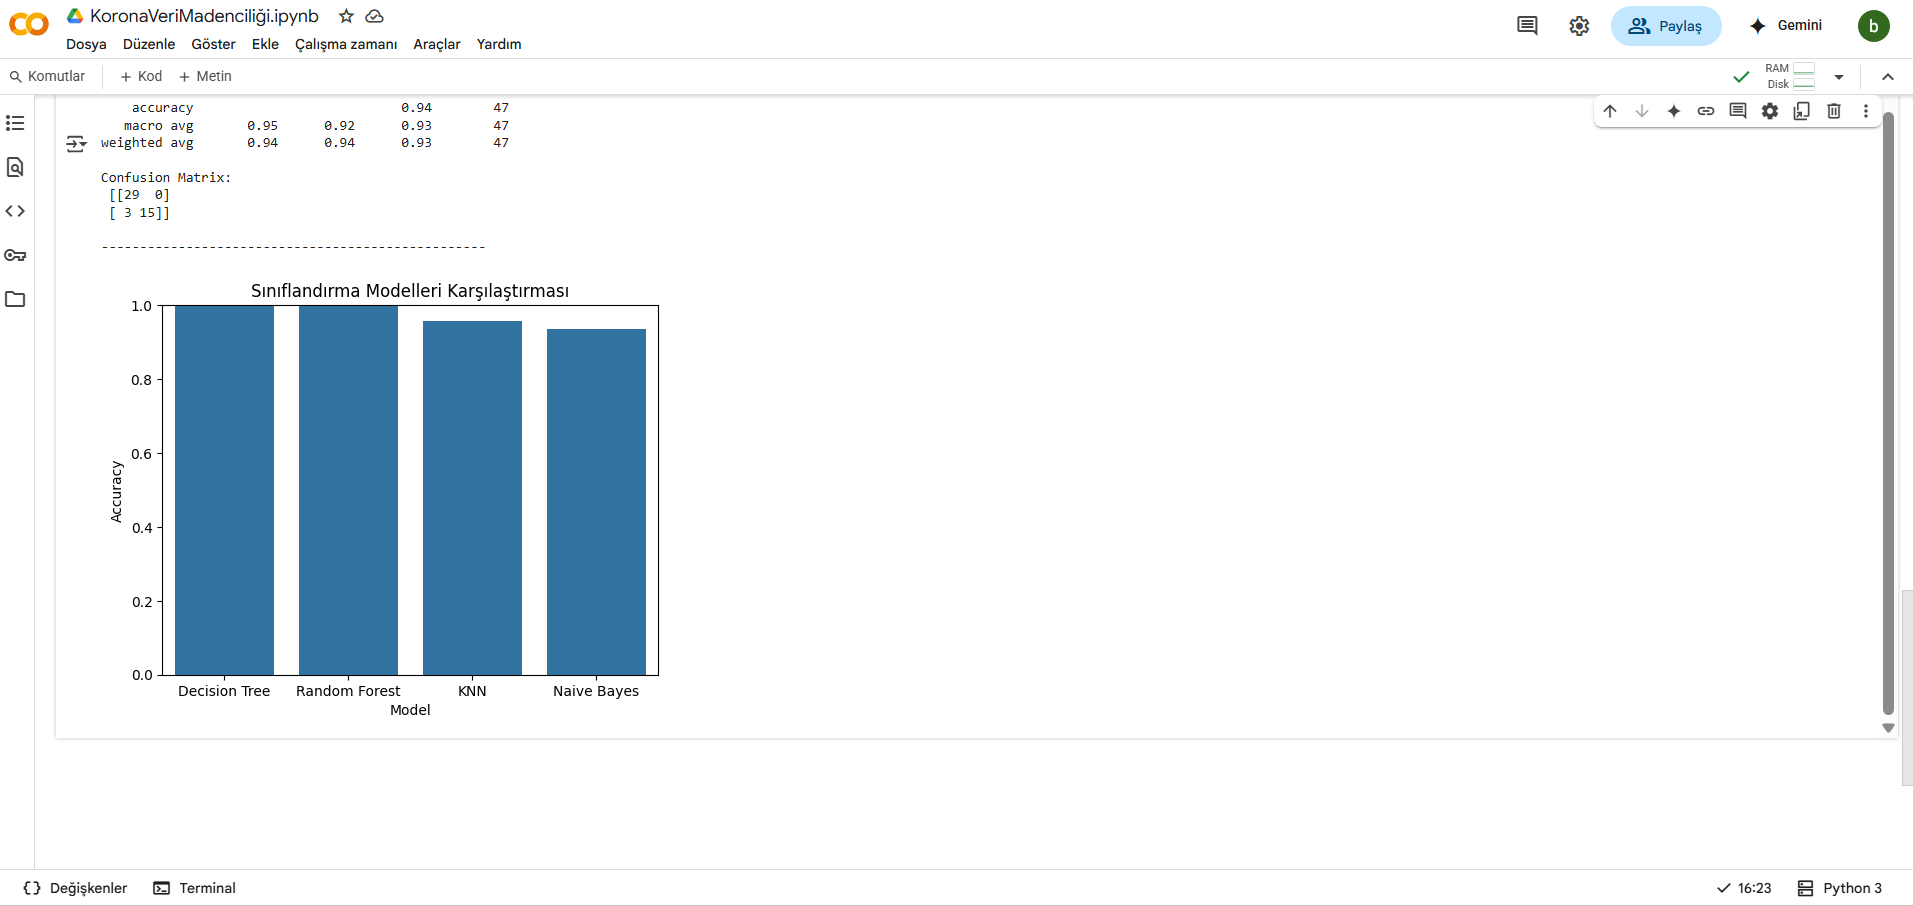 KoronaVeriMadenciliği.ipynb
Dosya Düzenle Göster Ekle Çalışma zamanı Araçlar Yardım
Paylaş
Gemini
b
Komutlar
+ Kod + Metin
RAM
Disk
accuracy 0.94 47
macro avg 0.95 0.92 0.93 47
weighted avg 0.94 0.94 0.93 47
Confusion Matrix:
[[29 0]
[ 3 15]]
--------------------------------------------------
Sınıflandırma Modelleri Karşılaştırması
1.0
0.8
0.6
0.4
0.2
0.0
Accuracy
Decision Tree Random Forest KNN Naive Bayes
Model
Değişkenler
Terminal
16:23
Python 3